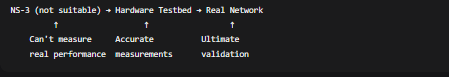 NS-3 (not suitable) → Hardware Testbed → Real Network
↑ ↑ ↑
Can't measure Accurate Ultimate
real performance measurements validation